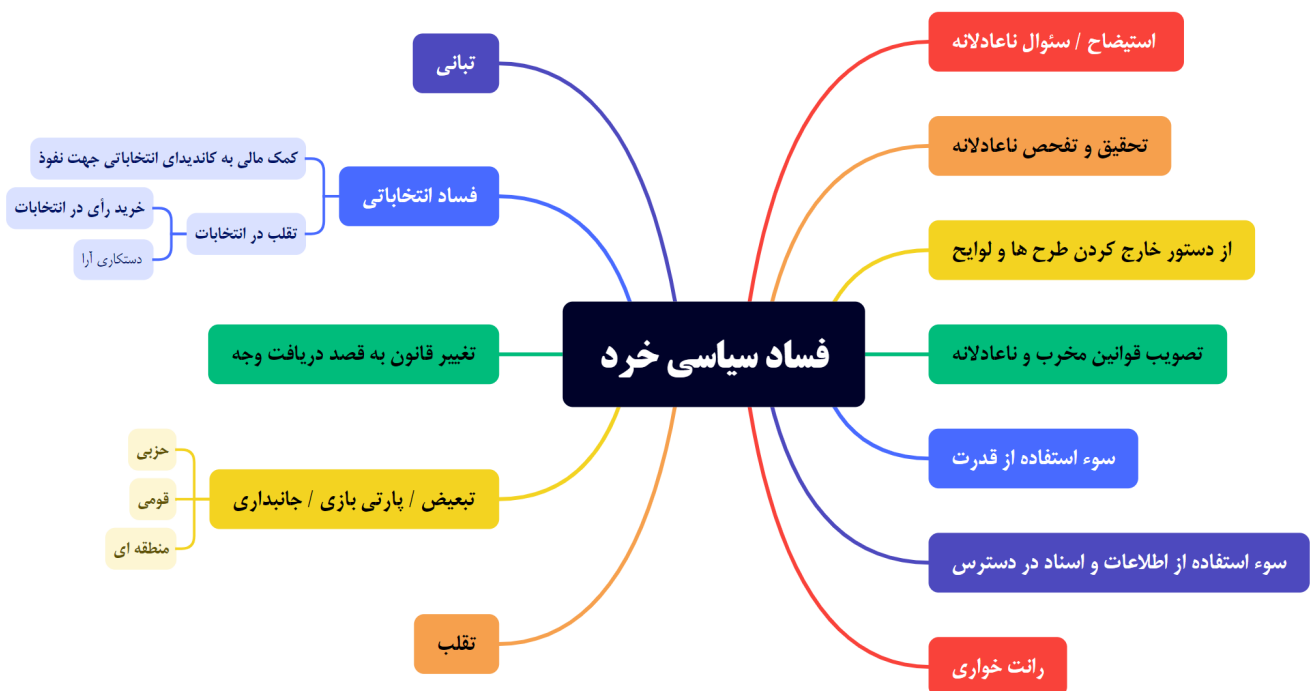 فساد سیاسی خرد
استیضاح / سئوال ناعادلانه
تحقیق و تفحص ناعادلانه
از دستور خارج کردن طرح ها و لوایح
تصویب قوانین مخرب و ناعادلانه
سوء استفاده از قدرت
سوء استفاده از اطلاعات و اسناد در دسترس
رانت خواری
تبانی
فساد انتخاباتی
کمک مالی به کاندیدای انتخاباتی جهت نفوذ
تقلب در انتخابات
خرید رأی در انتخابات
دستکاری آرا
تغییر قانون به قصد دریافت وجه
تبعیض / پارتی بازی / جانبداری
حزبی
قومی
منطقه ای
تقلب